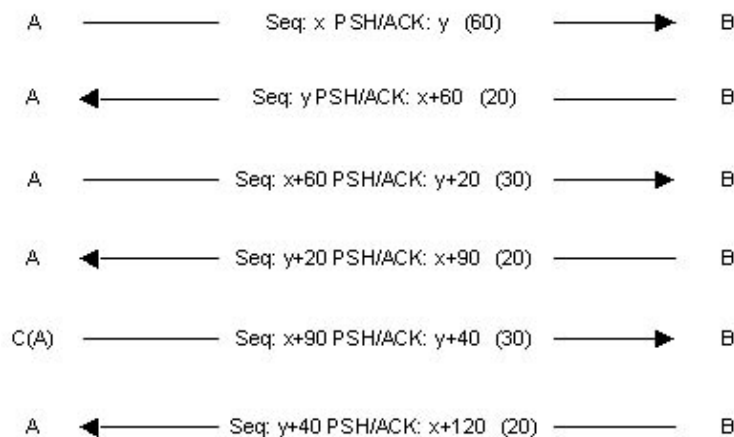 A Seq: x PSH/ACK: y (60) B
A Seq: y PSH/ACK: x+60 (20) B
A Seq: x+60 PSH/ACK: y+20 (30) B
A Seq: y+20 PSH/ACK: x+90 (20) B
C(A) Seq: x+90 PSH/ACK: y+40 (30) B
A Seq: y+40 PSH/ACK: x+120 (20) B